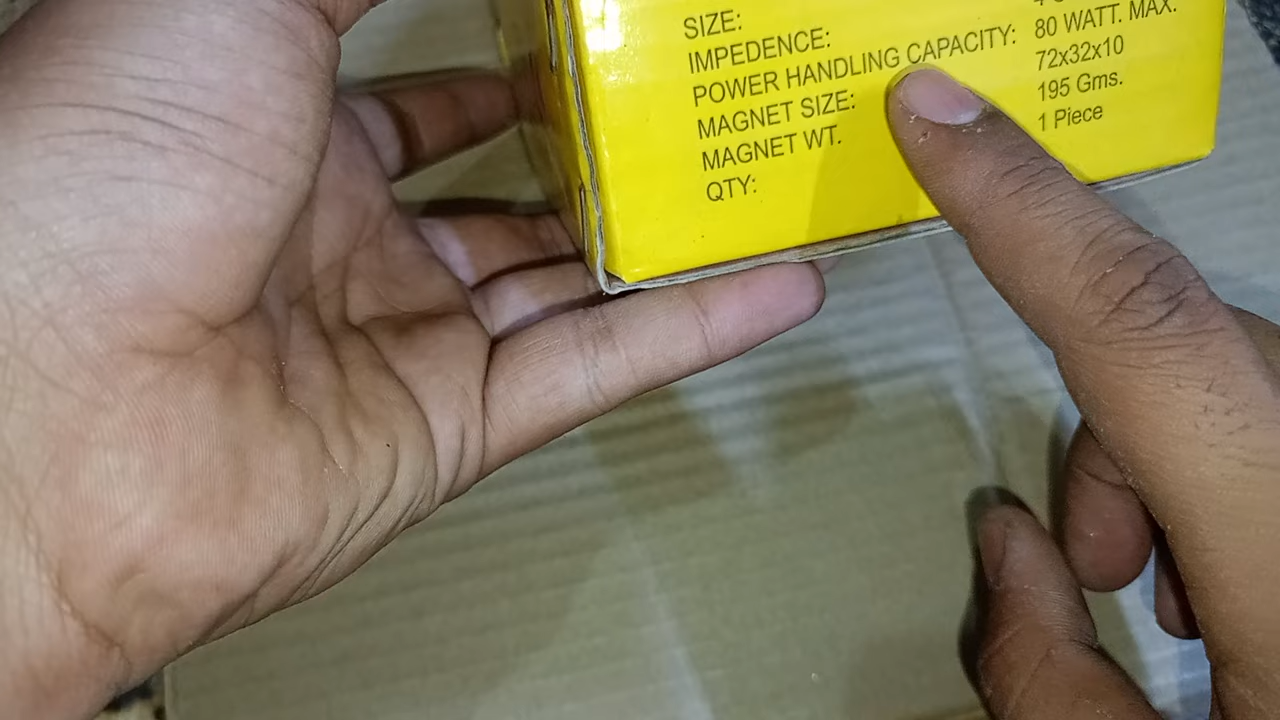 SIZE:
IMPEDENCE:
POWER HANDLING CAPACITY: 80 WATT. MAX.
MAGNET SIZE: 72x32x10
MAGNET WT. 195 Gms.
QTY: 1 Piece